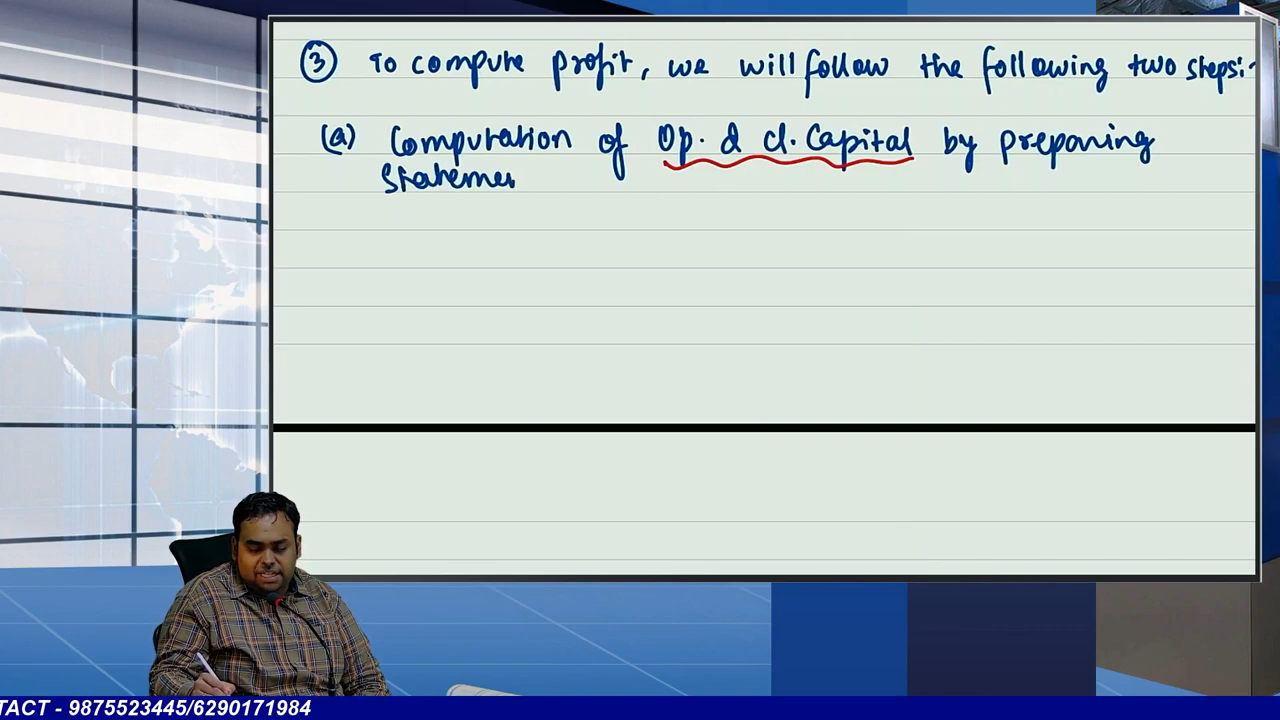 ③ To compute profit, we will follow the following two steps:-
(a) Computation of Op. & cl. Capital by preparing
Statemen
TACT - 9875523445/6290171984